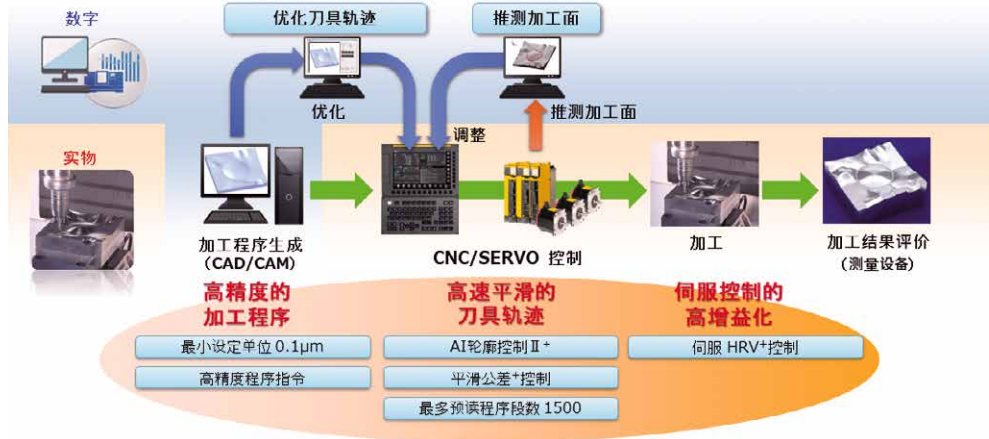 数字
优化刀具轨迹
推测加工面
优化
推测加工面
调整
实物
加工程序生成
(CAD/CAM)
CNC/SERVO 控制
加工
加工结果评价
(测量设备)
高精度的
加工程序
高速平滑的
刀具轨迹
伺服控制的
高增益化
最小设定单位 0.1μm
高精度程序指令
AI轮廓控制Ⅱ⁺
平滑公差⁺控制
最多预读程序段数 1500
伺服 HRV⁺控制